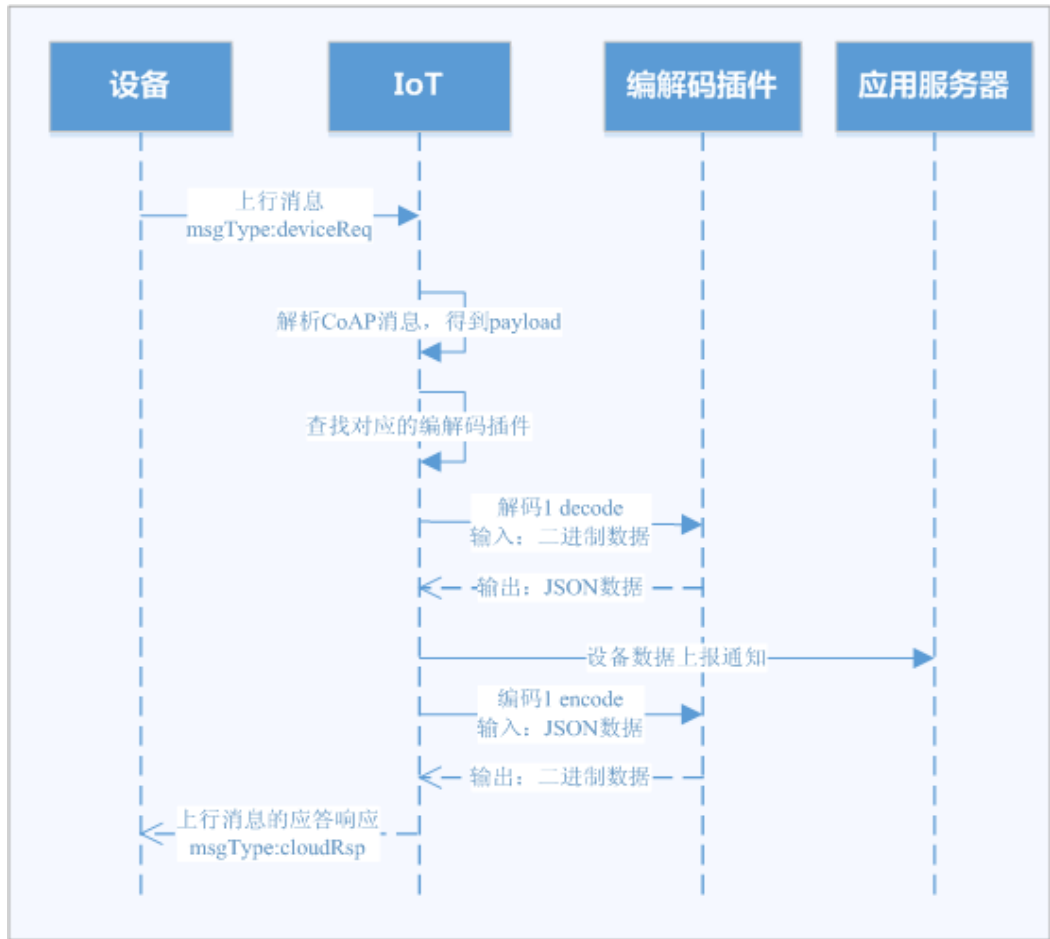 设备
IoT
编解码插件
应用服务器
上行消息
msgType:deviceReq
解析CoAP消息，得到payload
查找对应的编解码插件
解码1 decode
输入：二进制数据
输出：JSON数据
设备数据上报通知
编码1 encode
输入：JSON数据
输出：二进制数据
上行消息的应答响应
msgType:cloudRsp